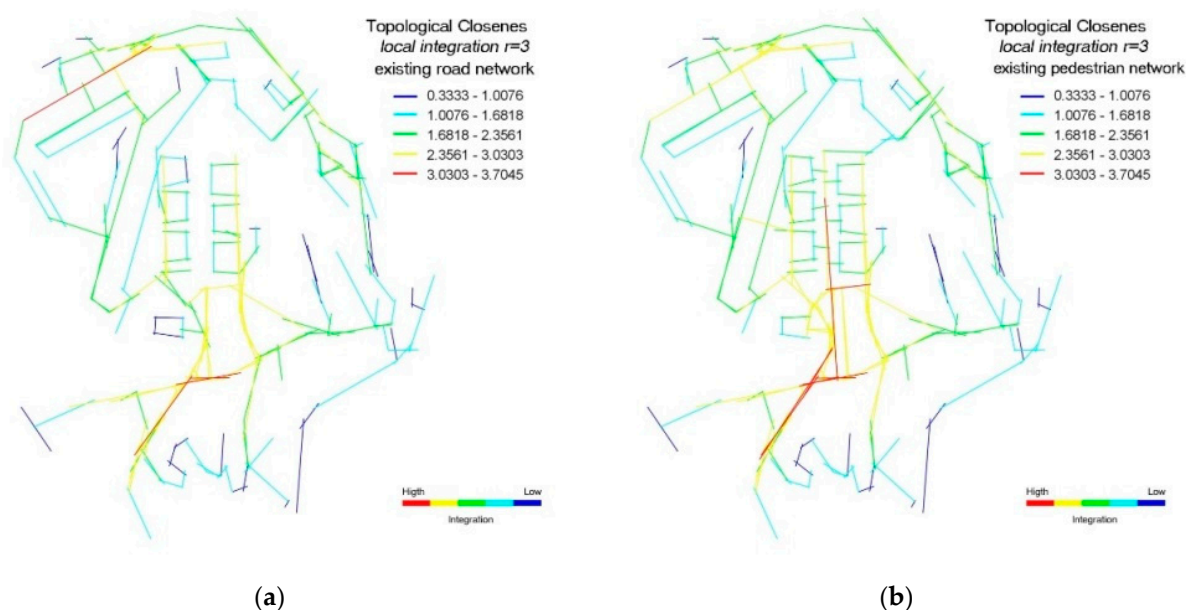 Topological Closenes
local integration r=3
existing road network
0.3333 - 1.0076
1.0076 - 1.6818
1.6818 - 2.3561
2.3561 - 3.0303
3.0303 - 3.7045
Higth Low
Integration
(a)
Topological Closenes
local integration r=3
existing pedestrian network
0.3333 - 1.0076
1.0076 - 1.6818
1.6818 - 2.3561
2.3561 - 3.0303
3.0303 - 3.7045
Higth Low
Integration
(b)